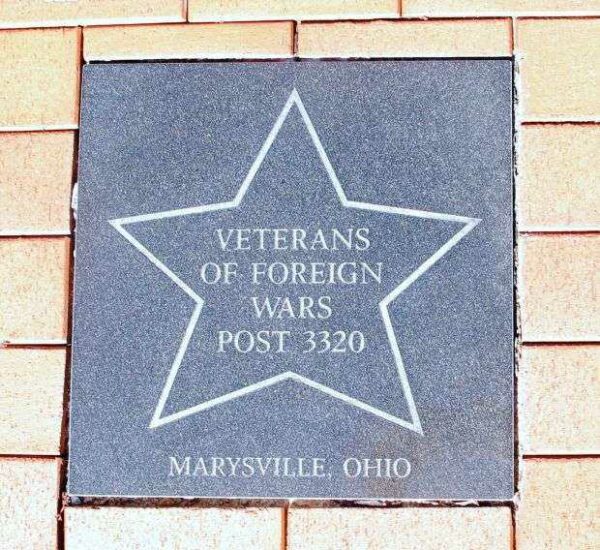 VETERANS
OF FOREIGN
WARS
POST 3320
MARYSVILLE, OHIO